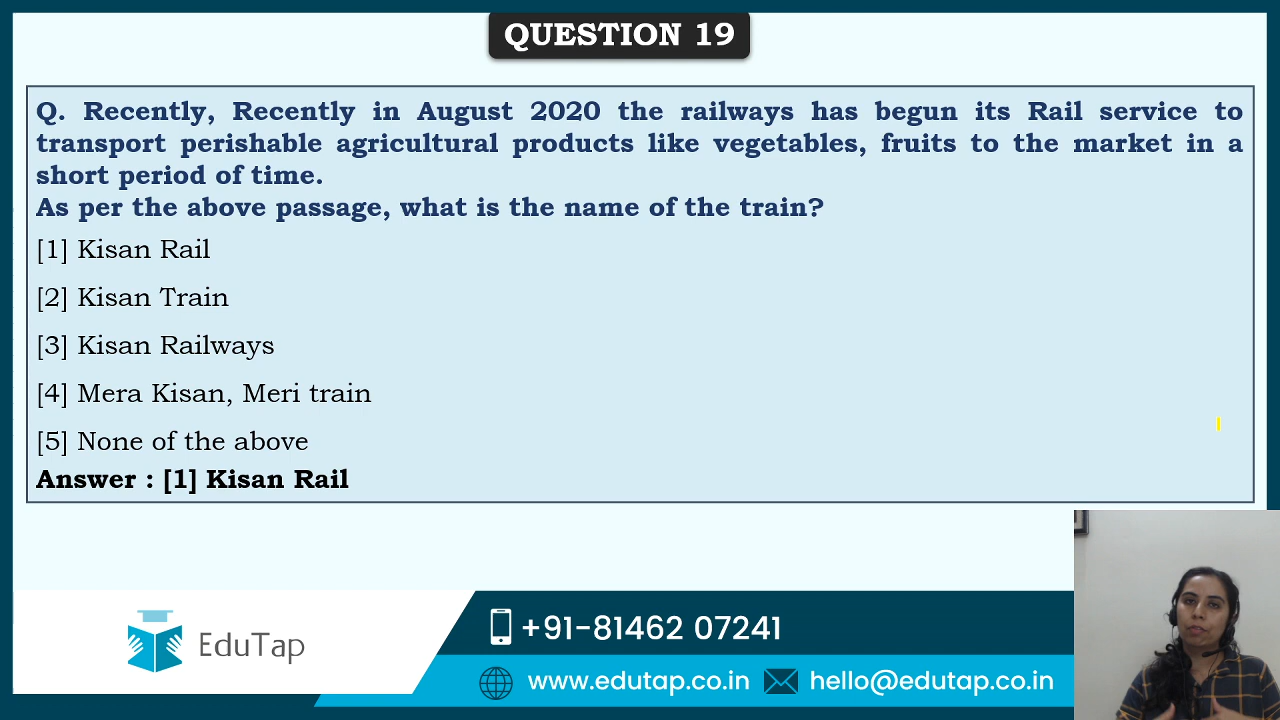 QUESTION 19
Q. Recently, Recently in August 2020 the railways has begun its Rail service to
transport perishable agricultural products like vegetables, fruits to the market in a
short period of time.
As per the above passage, what is the name of the train?
[1] Kisan Rail
[2] Kisan Train
[3] Kisan Railways
[4] Mera Kisan, Meri train
[5] None of the above
Answer : [1] Kisan Rail
EduTap
+91-81462 07241
www.edutap.co.in
hello@edutap.co.in